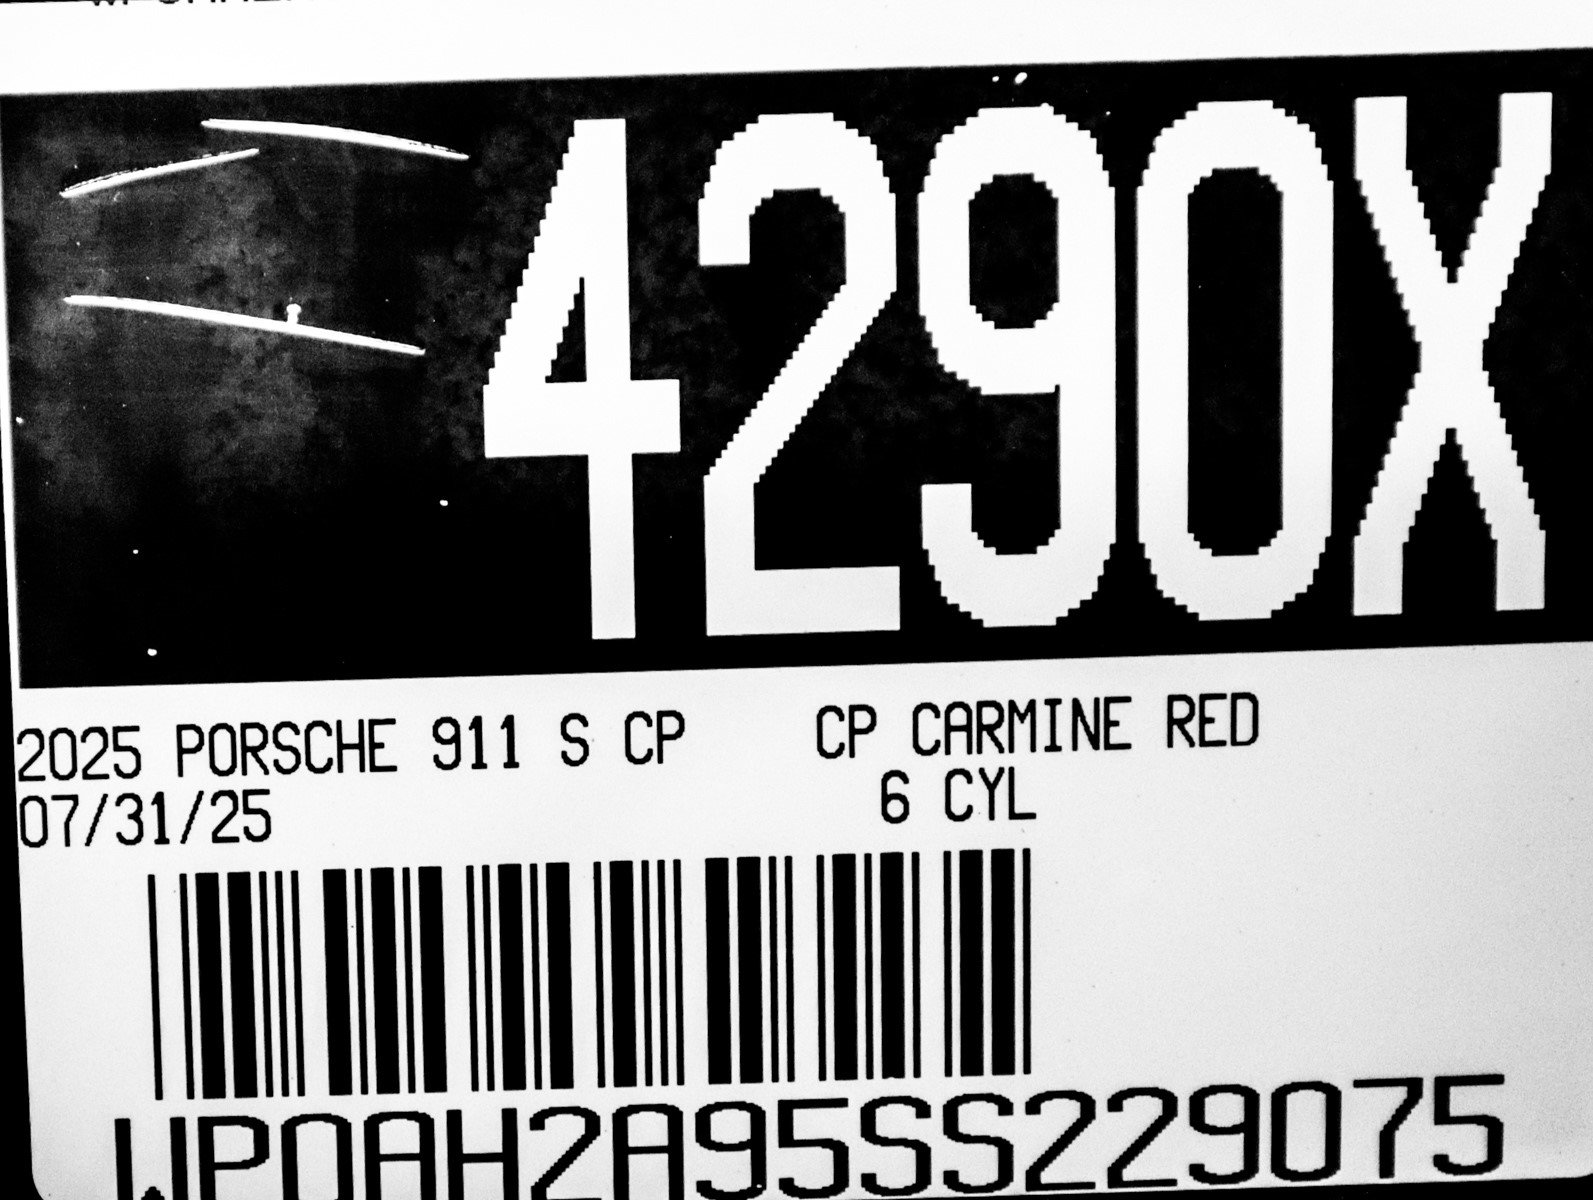 4290X
2025 PORSCHE 911 S CP CP CARMINE RED
07/31/25 6 CYL
WP0AH2A95SS229075